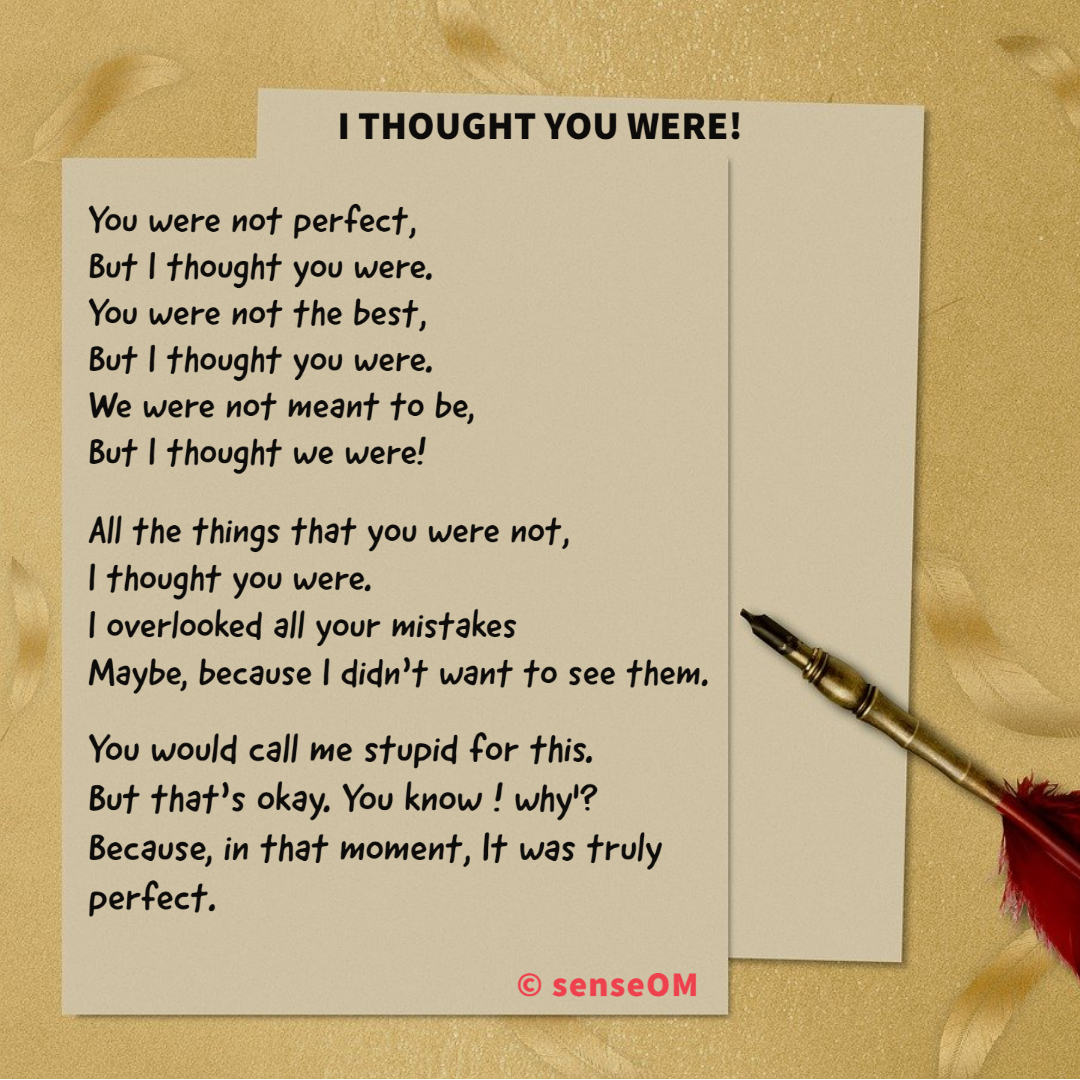 I THOUGHT YOU WERE!
You were not perfect,
But I thought you were.
You were not the best,
But I thought you were.
We were not meant to be,
But I thought we were!
All the things that you were not,
I thought you were.
I overlooked all your mistakes
Maybe, because I didn't want to see them.
You would call me stupid for this.
But that's okay. You know ! why'?
Because, in that moment, It was truly
perfect.
© senseOM